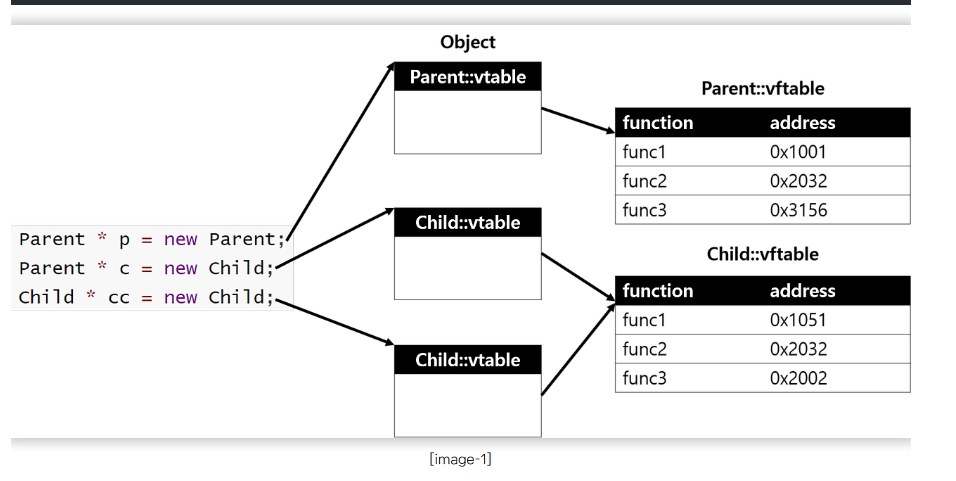 Object
Parent::vtable
Parent::vftable
function address
func1 0x1001
func2 0x2032
func3 0x3156
Child::vtable
Parent * p = new Parent;
Parent * c = new Child;
Child * cc = new Child;
Child::vftable
function address
func1 0x1051
func2 0x2032
func3 0x2002
Child::vtable
[image-1]